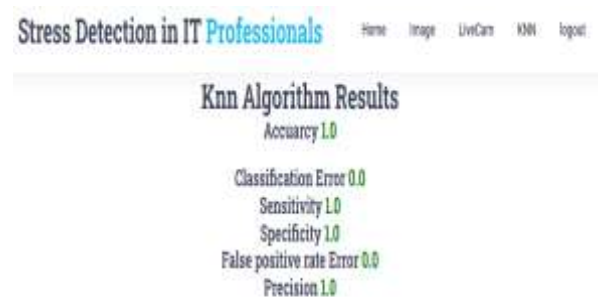 Stress Detection in IT Professionals Home Image LiveCam KNN logout
Knn Algorithm Results
Accuarcy 1.0
Classification Error 0.0
Sensitivity 1.0
Specificity 1.0
False positive rate Error 0.0
Precision 1.0